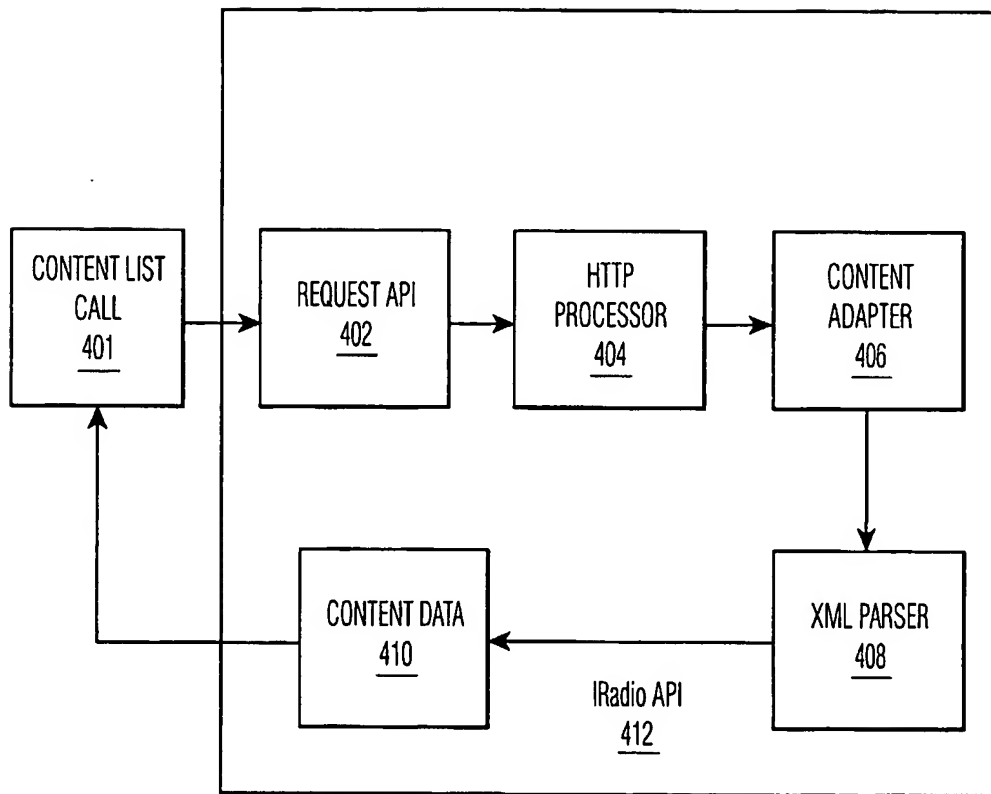 CONTENT LIST
CALL
401
REQUEST API
402
HTTP
PROCESSOR
404
CONTENT
ADAPTER
406
CONTENT DATA
410
XML PARSER
408
IRadio API
412